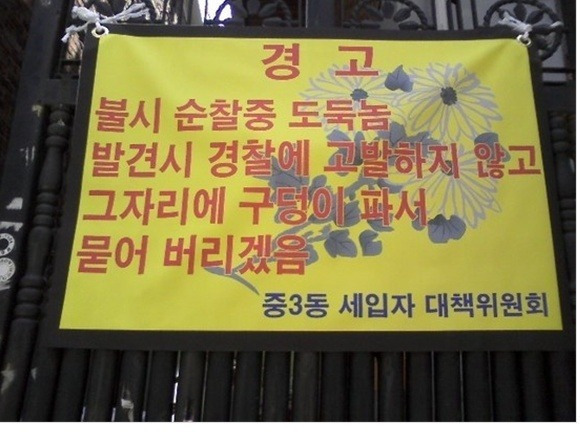 경 고
불시 순찰중 도둑놈
발견시 경찰에 고발하지 않고
그자리에 구덩이 파서
묻어 버리겠음
중3동 세입자 대책위원회